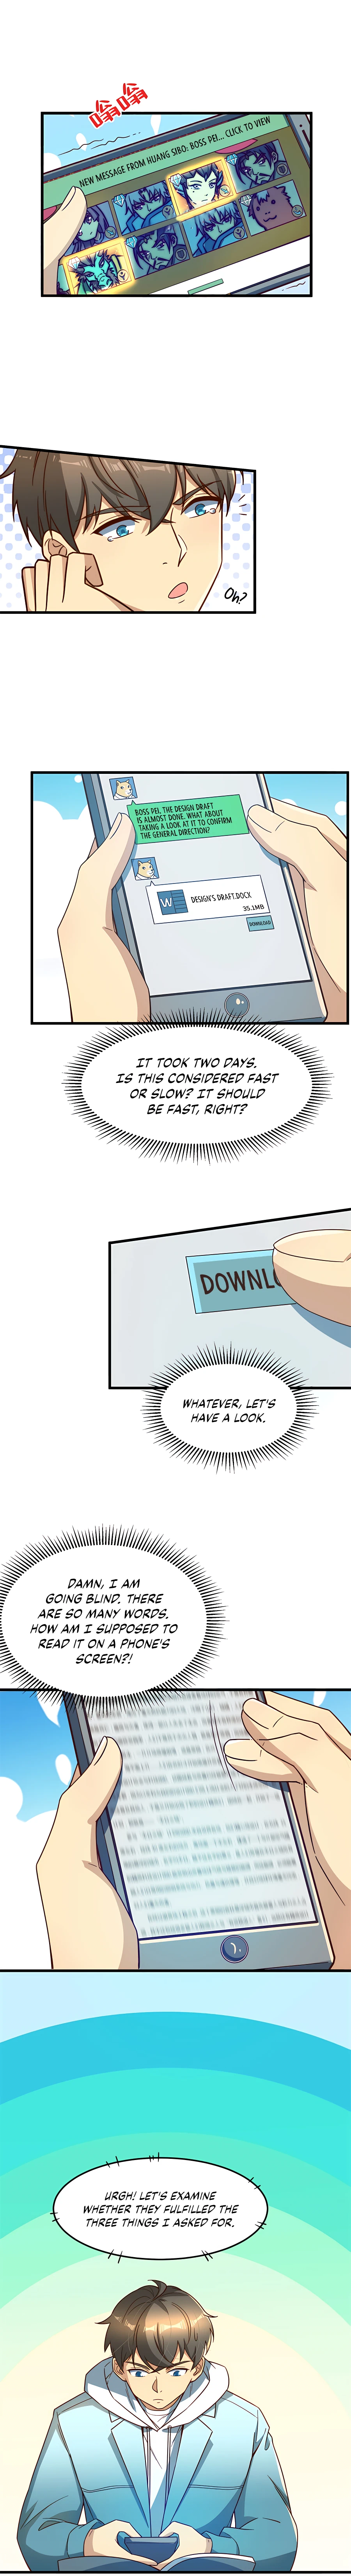 嗡嗡
NEW MESSAGE FROM HUANG SIBO: BOSS PEI... CLICK TO VIEW
Oh?
BOSS PEI, THE DESIGN DRAFT
IS ALMOST DONE. WHAT ABOUT
TAKING A LOOK AT IT TO CONFIRM
THE GENERAL DIRECTION?
W
DESIGN'S DRAFT.DOCX
35.1MB
DOWNLOAD
IT TOOK TWO DAYS.
IS THIS CONSIDERED FAST
OR SLOW? IT SHOULD
BE FAST, RIGHT?
DOWNLO
WHATEVER, LET'S
HAVE A LOOK.
DAMN, I AM
GOING BLIND. THERE
ARE SO MANY WORDS.
HOW AM I SUPPOSED TO
READ IT ON A PHONE'S
SCREEN?!
URGH! LET'S EXAMINE
WHETHER THEY FULFILLED THE
THREE THINGS I ASKED FOR.